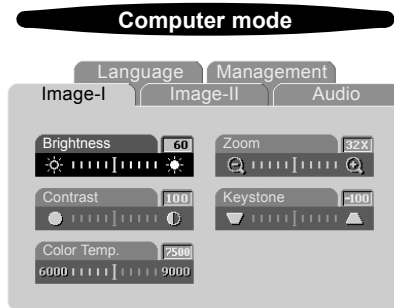 Computer mode
Language Management
Image-I Image-II Audio
Brightness 60 Zoom 32X
Contrast 100 Keystone -100
Color Temp. 7500
6000 9000